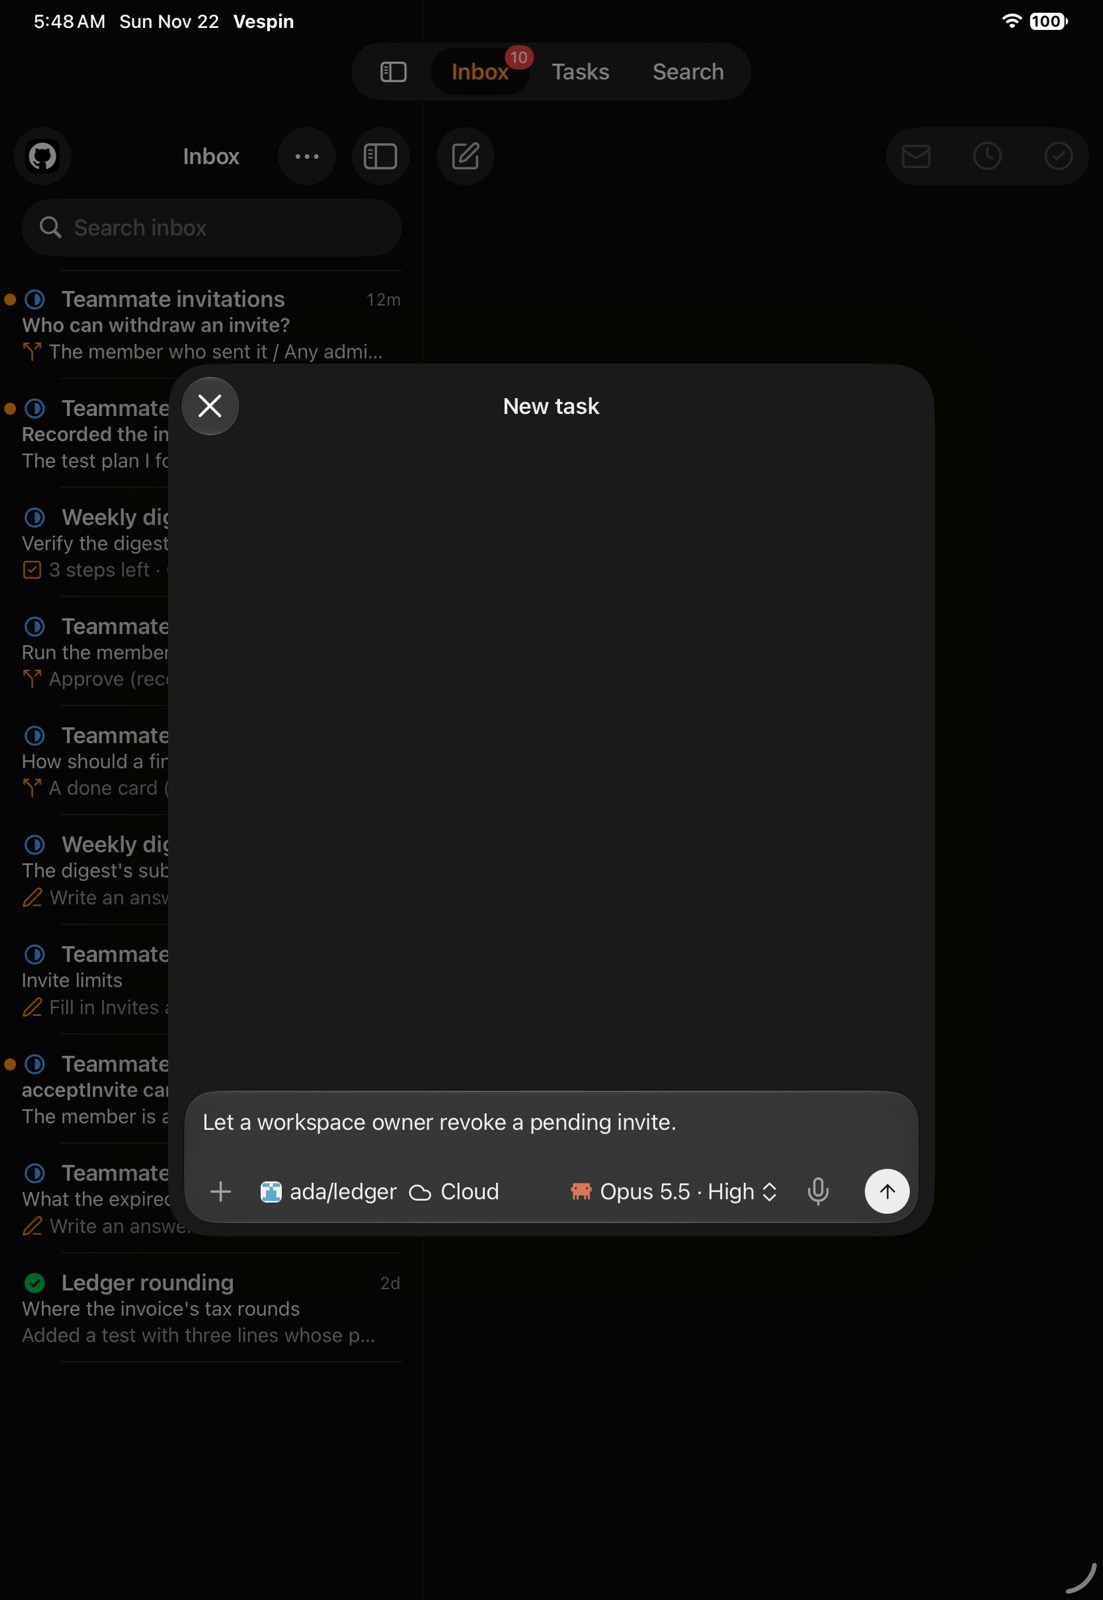 5:48 AM Sun Nov 22 Vespin
100
Inbox
10
Tasks
Search
Inbox
Search inbox
Teammate invitations
12m
Who can withdraw an invite?
The member who sent it / Any admi...
Teammate
Recorded the in
The test plan I fo
Weekly dig
Verify the digest
3 steps left ·
Teammate
Run the member
Approve (reco
Teammate
How should a fin
A done card (
Weekly dig
The digest's sub
Write an answ
Teammate
Invite limits
Fill in Invites a
Teammate
acceptInvite can
The member is a
Teammate
What the expired
Write an answe.
Ledger rounding
2d
Where the invoice's tax rounds
Added a test with three lines whose p...
New task
Let a workspace owner revoke a pending invite.
ada/ledger
Cloud
Opus 5.5 · High